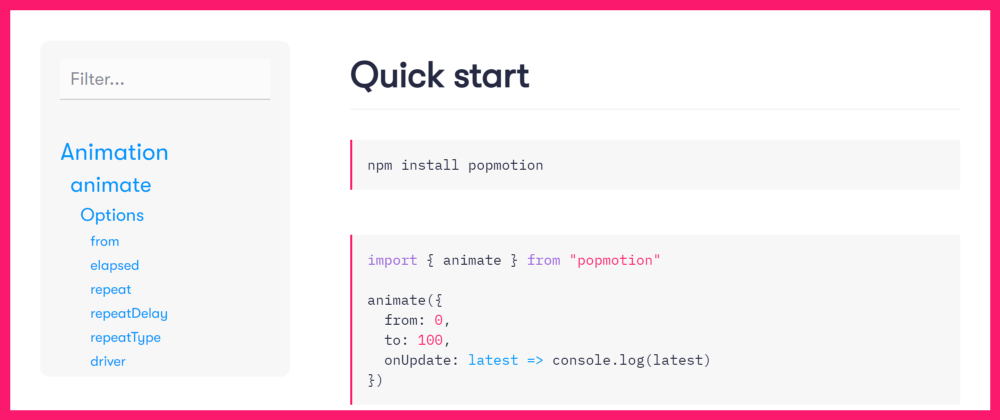 Filter...
Animation
animate
Options
from
elapsed
repeat
repeatDelay
repeatType
driver
Quick start
npm install popmotion
import { animate } from "popmotion"
animate({
  from: 0,
  to: 100,
  onUpdate: latest => console.log(latest)
})